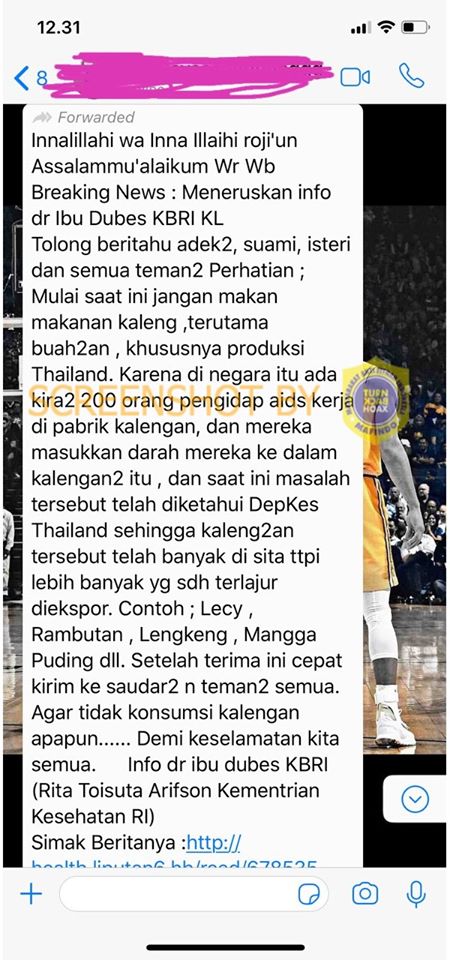 12.31
8
Forwarded
Innalillahi wa Inna Illaihi roji'un
Assalammu'alaikum Wr Wb
Breaking News : Meneruskan info
dr Ibu Dubes KBRI KL
Tolong beritahu adek2, suami, isteri
dan semua teman2 Perhatian ;
Mulai saat ini jangan makan
makanan kaleng ,terutama
buah2an , khususnya produksi
Thailand. Karena di negara itu ada
kira2 200 orang pengidap aids kerja
di pabrik kalengan, dan mereka
masukkan darah mereka ke dalam
kalengan2 itu , dan saat ini masalah
tersebut telah diketahui DepKes
Thailand sehingga kaleng2an
tersebut telah banyak di sita ttpi
lebih banyak yg sdh terlajur
diekspor. Contoh ; Lecy ,
Rambutan , Lengkeng , Mangga
Puding dll. Setelah terima ini cepat
kirim ke saudar2 n teman2 semua.
Agar tidak konsumsi kalengan
apapun...... Demi keselamatan kita
semua. Info dr ibu dubes KBRI
(Rita Toisuta Arifson Kementrian
Kesehatan RI)
Simak Beritanya :http://
SCREENSHOT BY
TURN
BACK
HOAX
MAFINDO